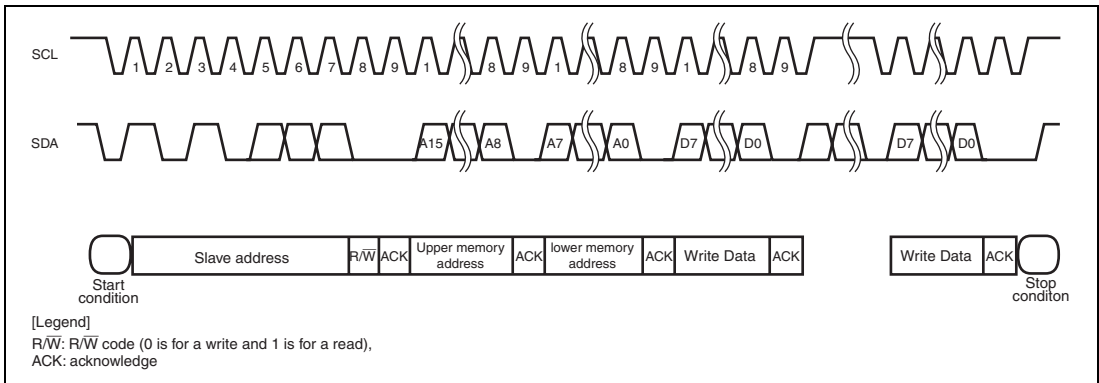 SCL
1 2 3 4 5 6 7 8 9 1 8 9 1 8 9 1 8 9
SDA
A15 A8 A7 A0 D7 D0 D7 D0
Slave address R/W̅ ACK Upper memory address ACK lower memory address ACK Write Data ACK Write Data ACK
Start condition
Stop conditon
[Legend]
R/W̅: R/W̅ code (0 is for a write and 1 is for a read),
ACK: acknowledge